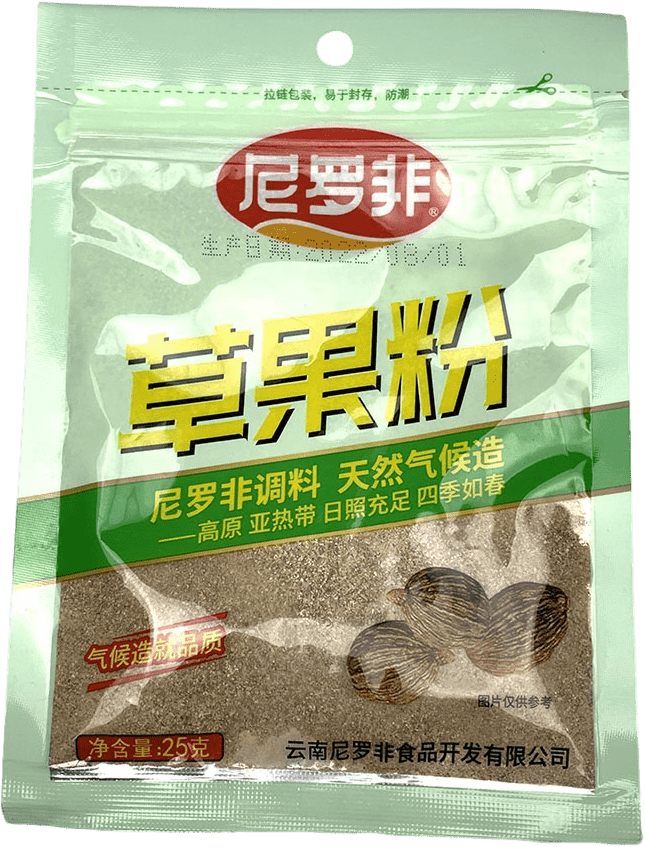 拉链包装，易于封存，防潮
尼罗非®
生产日期:2022/08/01
草果粉
尼罗非调料 天然气候造
——高原 亚热带 日照充足 四季如春
气候造就品质
图片仅供参考
净含量:25克
云南尼罗非食品开发有限公司